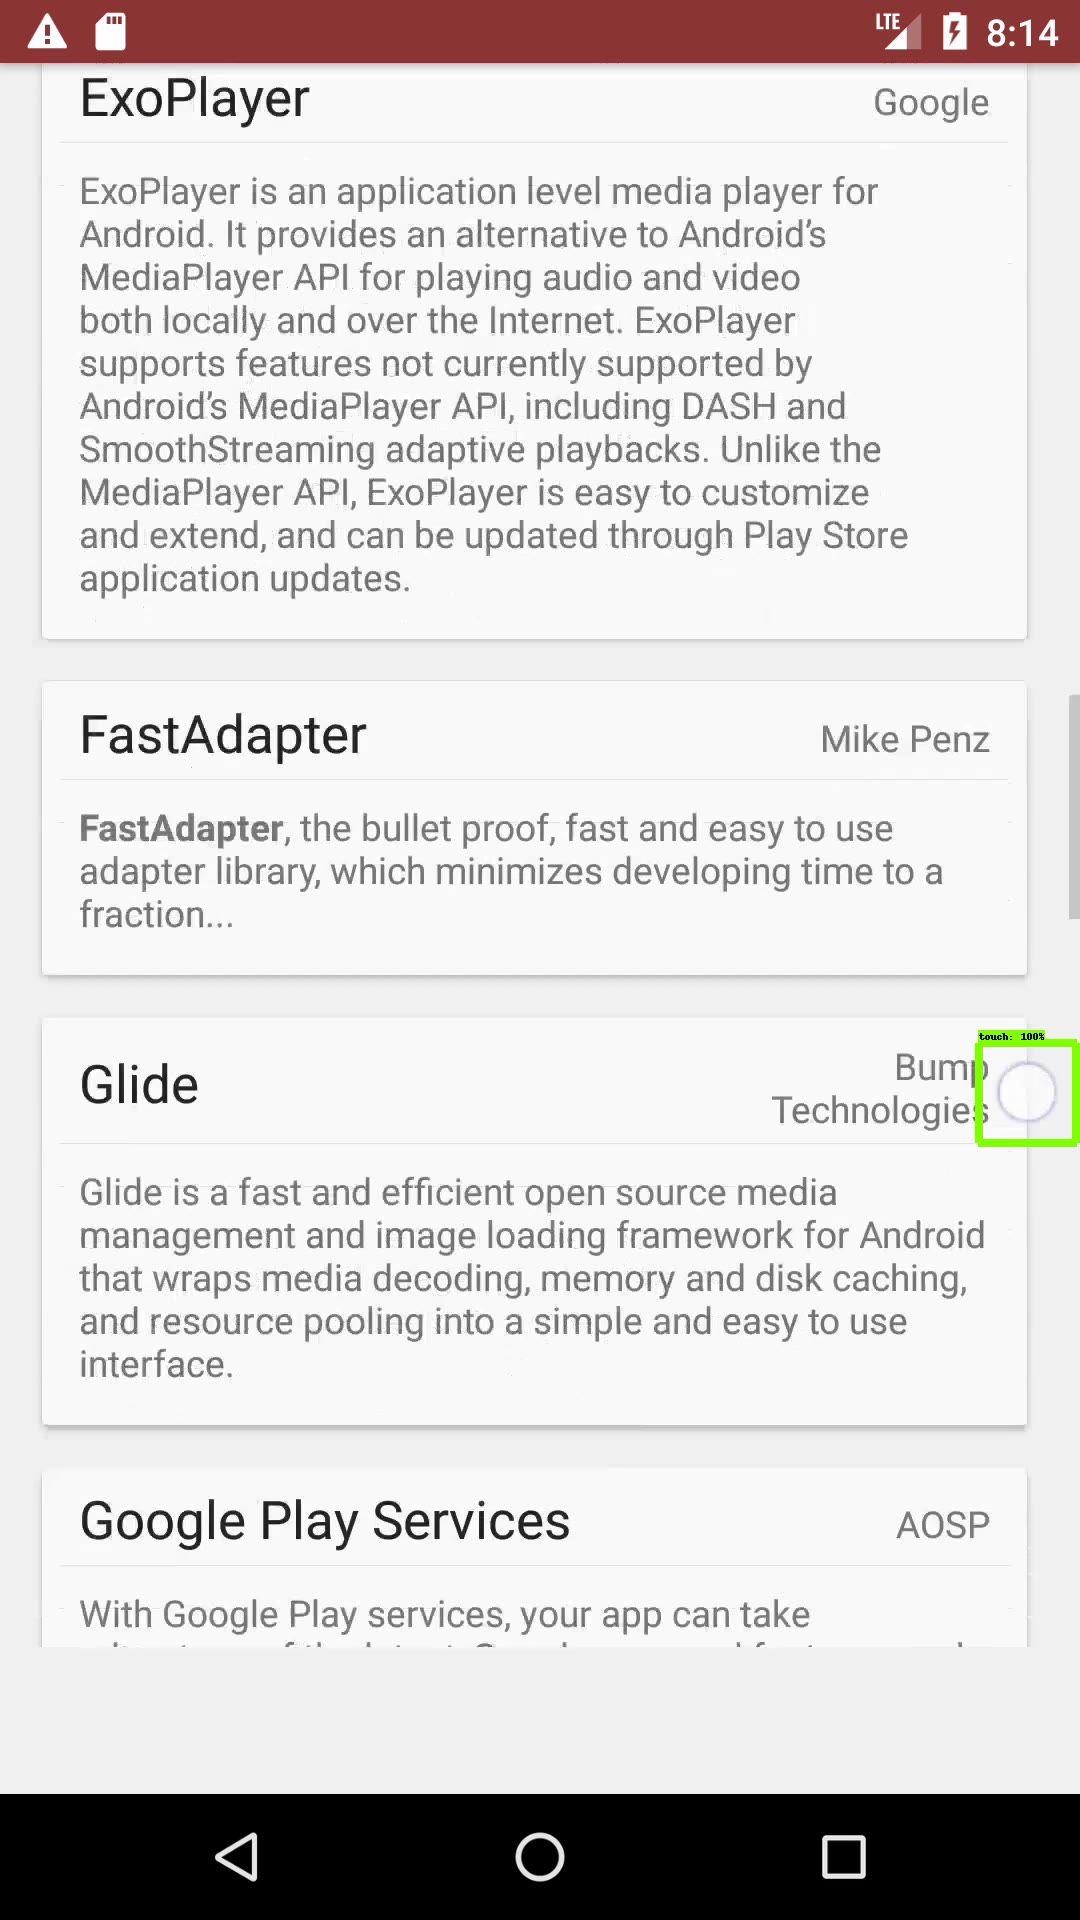 LTE 8:14
ExoPlayer Google
ExoPlayer is an application level media player for
Android. It provides an alternative to Android's
MediaPlayer API for playing audio and video
both locally and over the Internet. ExoPlayer
supports features not currently supported by
Android's MediaPlayer API, including DASH and
SmoothStreaming adaptive playbacks. Unlike the
MediaPlayer API, ExoPlayer is easy to customize
and extend, and can be updated through Play Store
application updates.
FastAdapter Mike Penz
FastAdapter, the bullet proof, fast and easy to use
adapter library, which minimizes developing time to a
fraction...
touch: 100%
Glide Bump
Technologies
Glide is a fast and efficient open source media
management and image loading framework for Android
that wraps media decoding, memory and disk caching,
and resource pooling into a simple and easy to use
interface.
Google Play Services AOSP
With Google Play services, your app can take